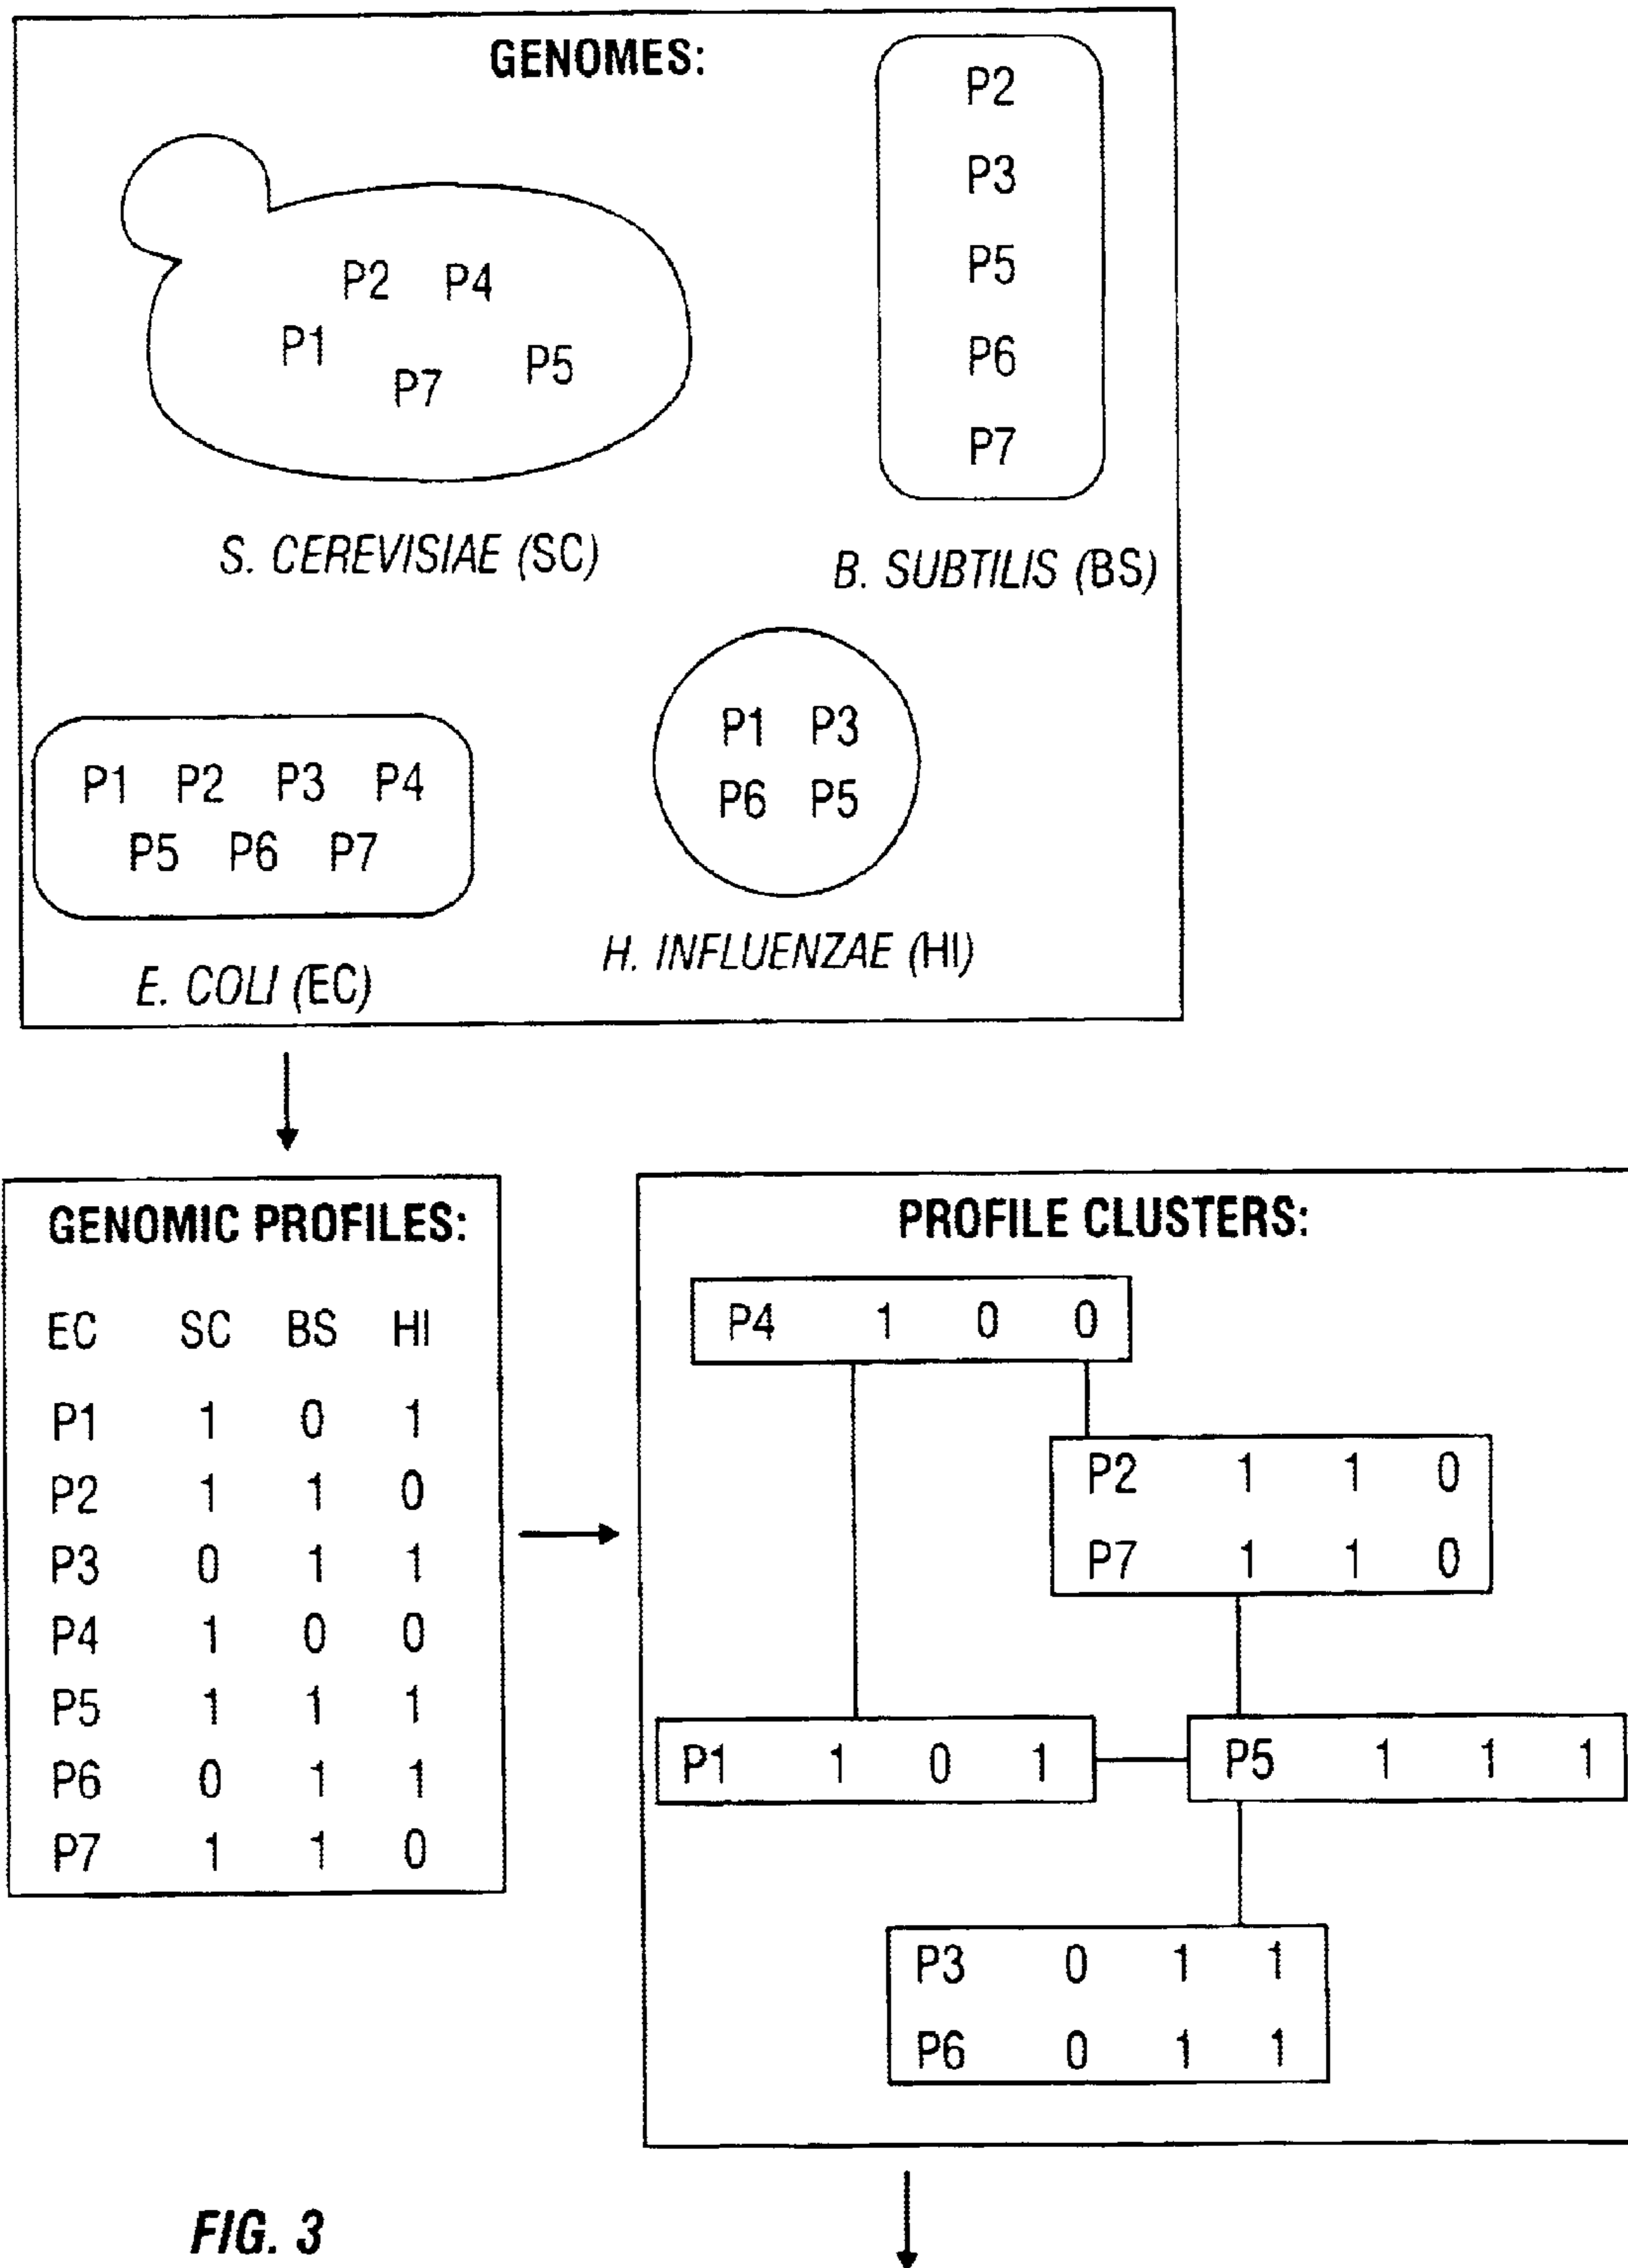 GENOMES:
P2 P4
P1 P7 P5
S. CEREVISIAE (SC)
P2
P3
P5
P6
P7
B. SUBTILIS (BS)
P1 P2 P3 P4
P5 P6 P7
E. COLI (EC)
P1 P3
P6 P5
H. INFLUENZAE (HI)
GENOMIC PROFILES:
EC SC BS HI
P1 1 0 1
P2 1 1 0
P3 0 1 1
P4 1 0 0
P5 1 1 1
P6 0 1 1
P7 1 1 0
PROFILE CLUSTERS:
P4 1 0 0
P2 1 1 0
P7 1 1 0
P1 1 0 1
P5 1 1 1
P3 0 1 1
P6 0 1 1
FIG. 3